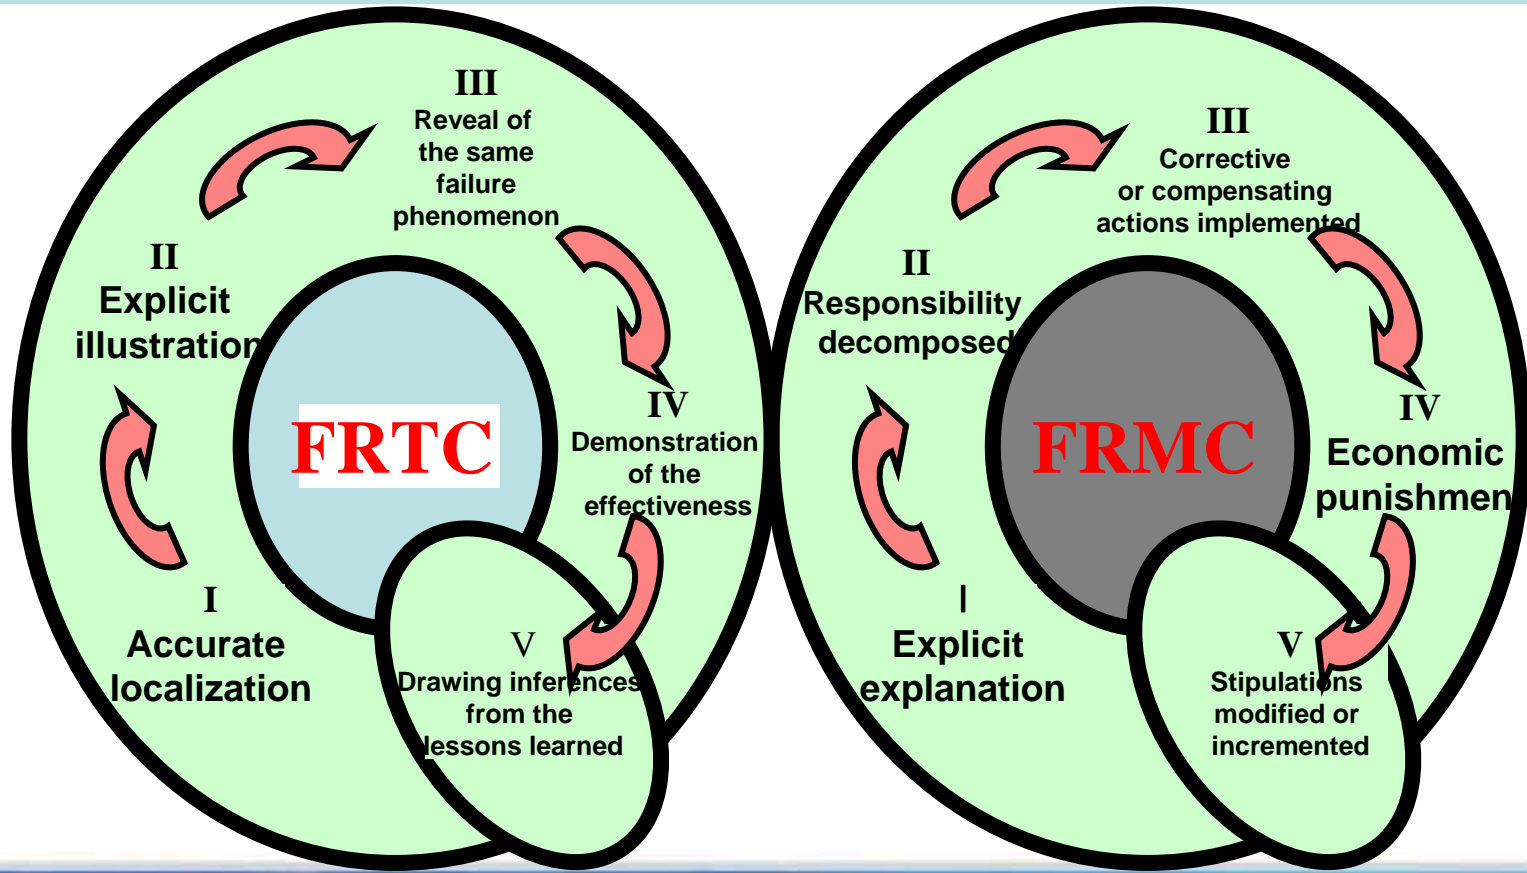 III
Reveal of
the same
failure
phenomenon
II
Explicit
illustration
FRTC
IV
Demonstration
of the
effectiveness
I
Accurate
localization
V
Drawing inferences
from the
lessons learned
III
Corrective
or compensating
actions implemented
II
Responsibility
decomposed
FRMC
IV
Economic
punishmen
I
Explicit
explanation
V
Stipulations
modified or
incremented